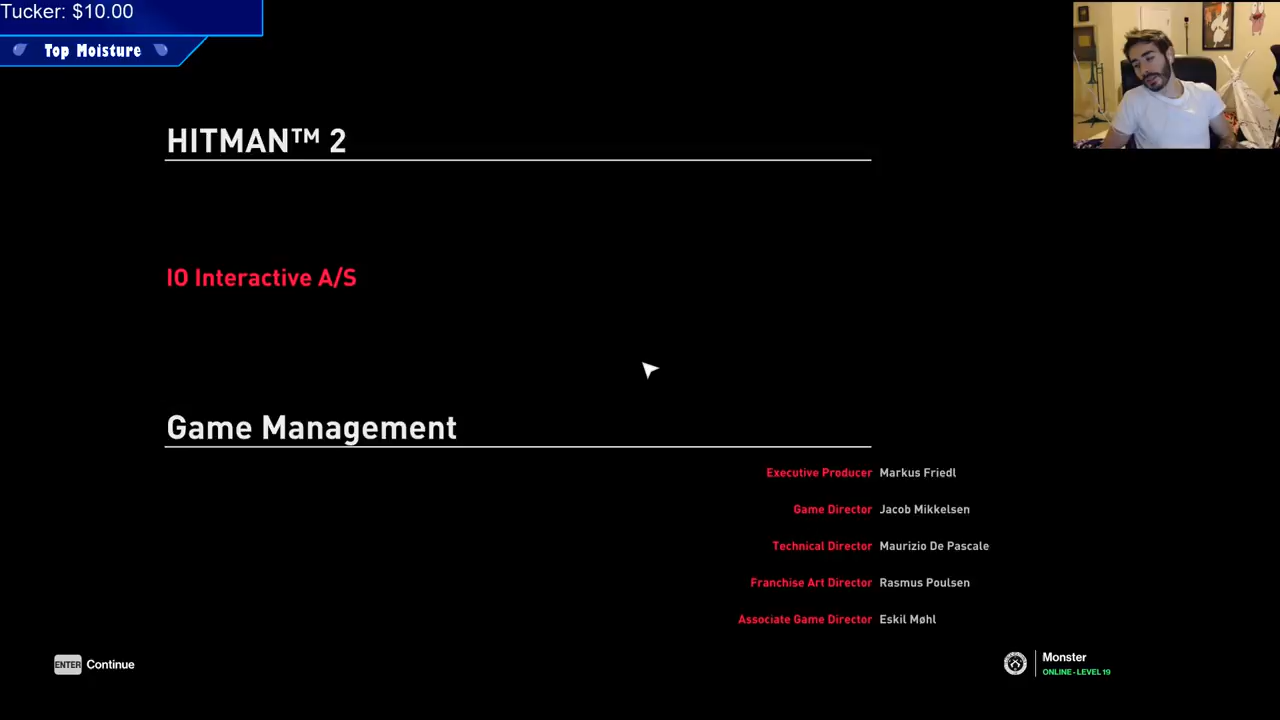 Tucker: $10.00
Top Moisture
HITMAN™ 2
IO Interactive A/S
Game Management
Executive Producer Markus Friedl
Game Director Jacob Mikkelsen
Technical Director Maurizio De Pascale
Franchise Art Director Rasmus Poulsen
Associate Game Director Eskil Møhl
ENTER Continue
Monster
ONLINE - LEVEL 19